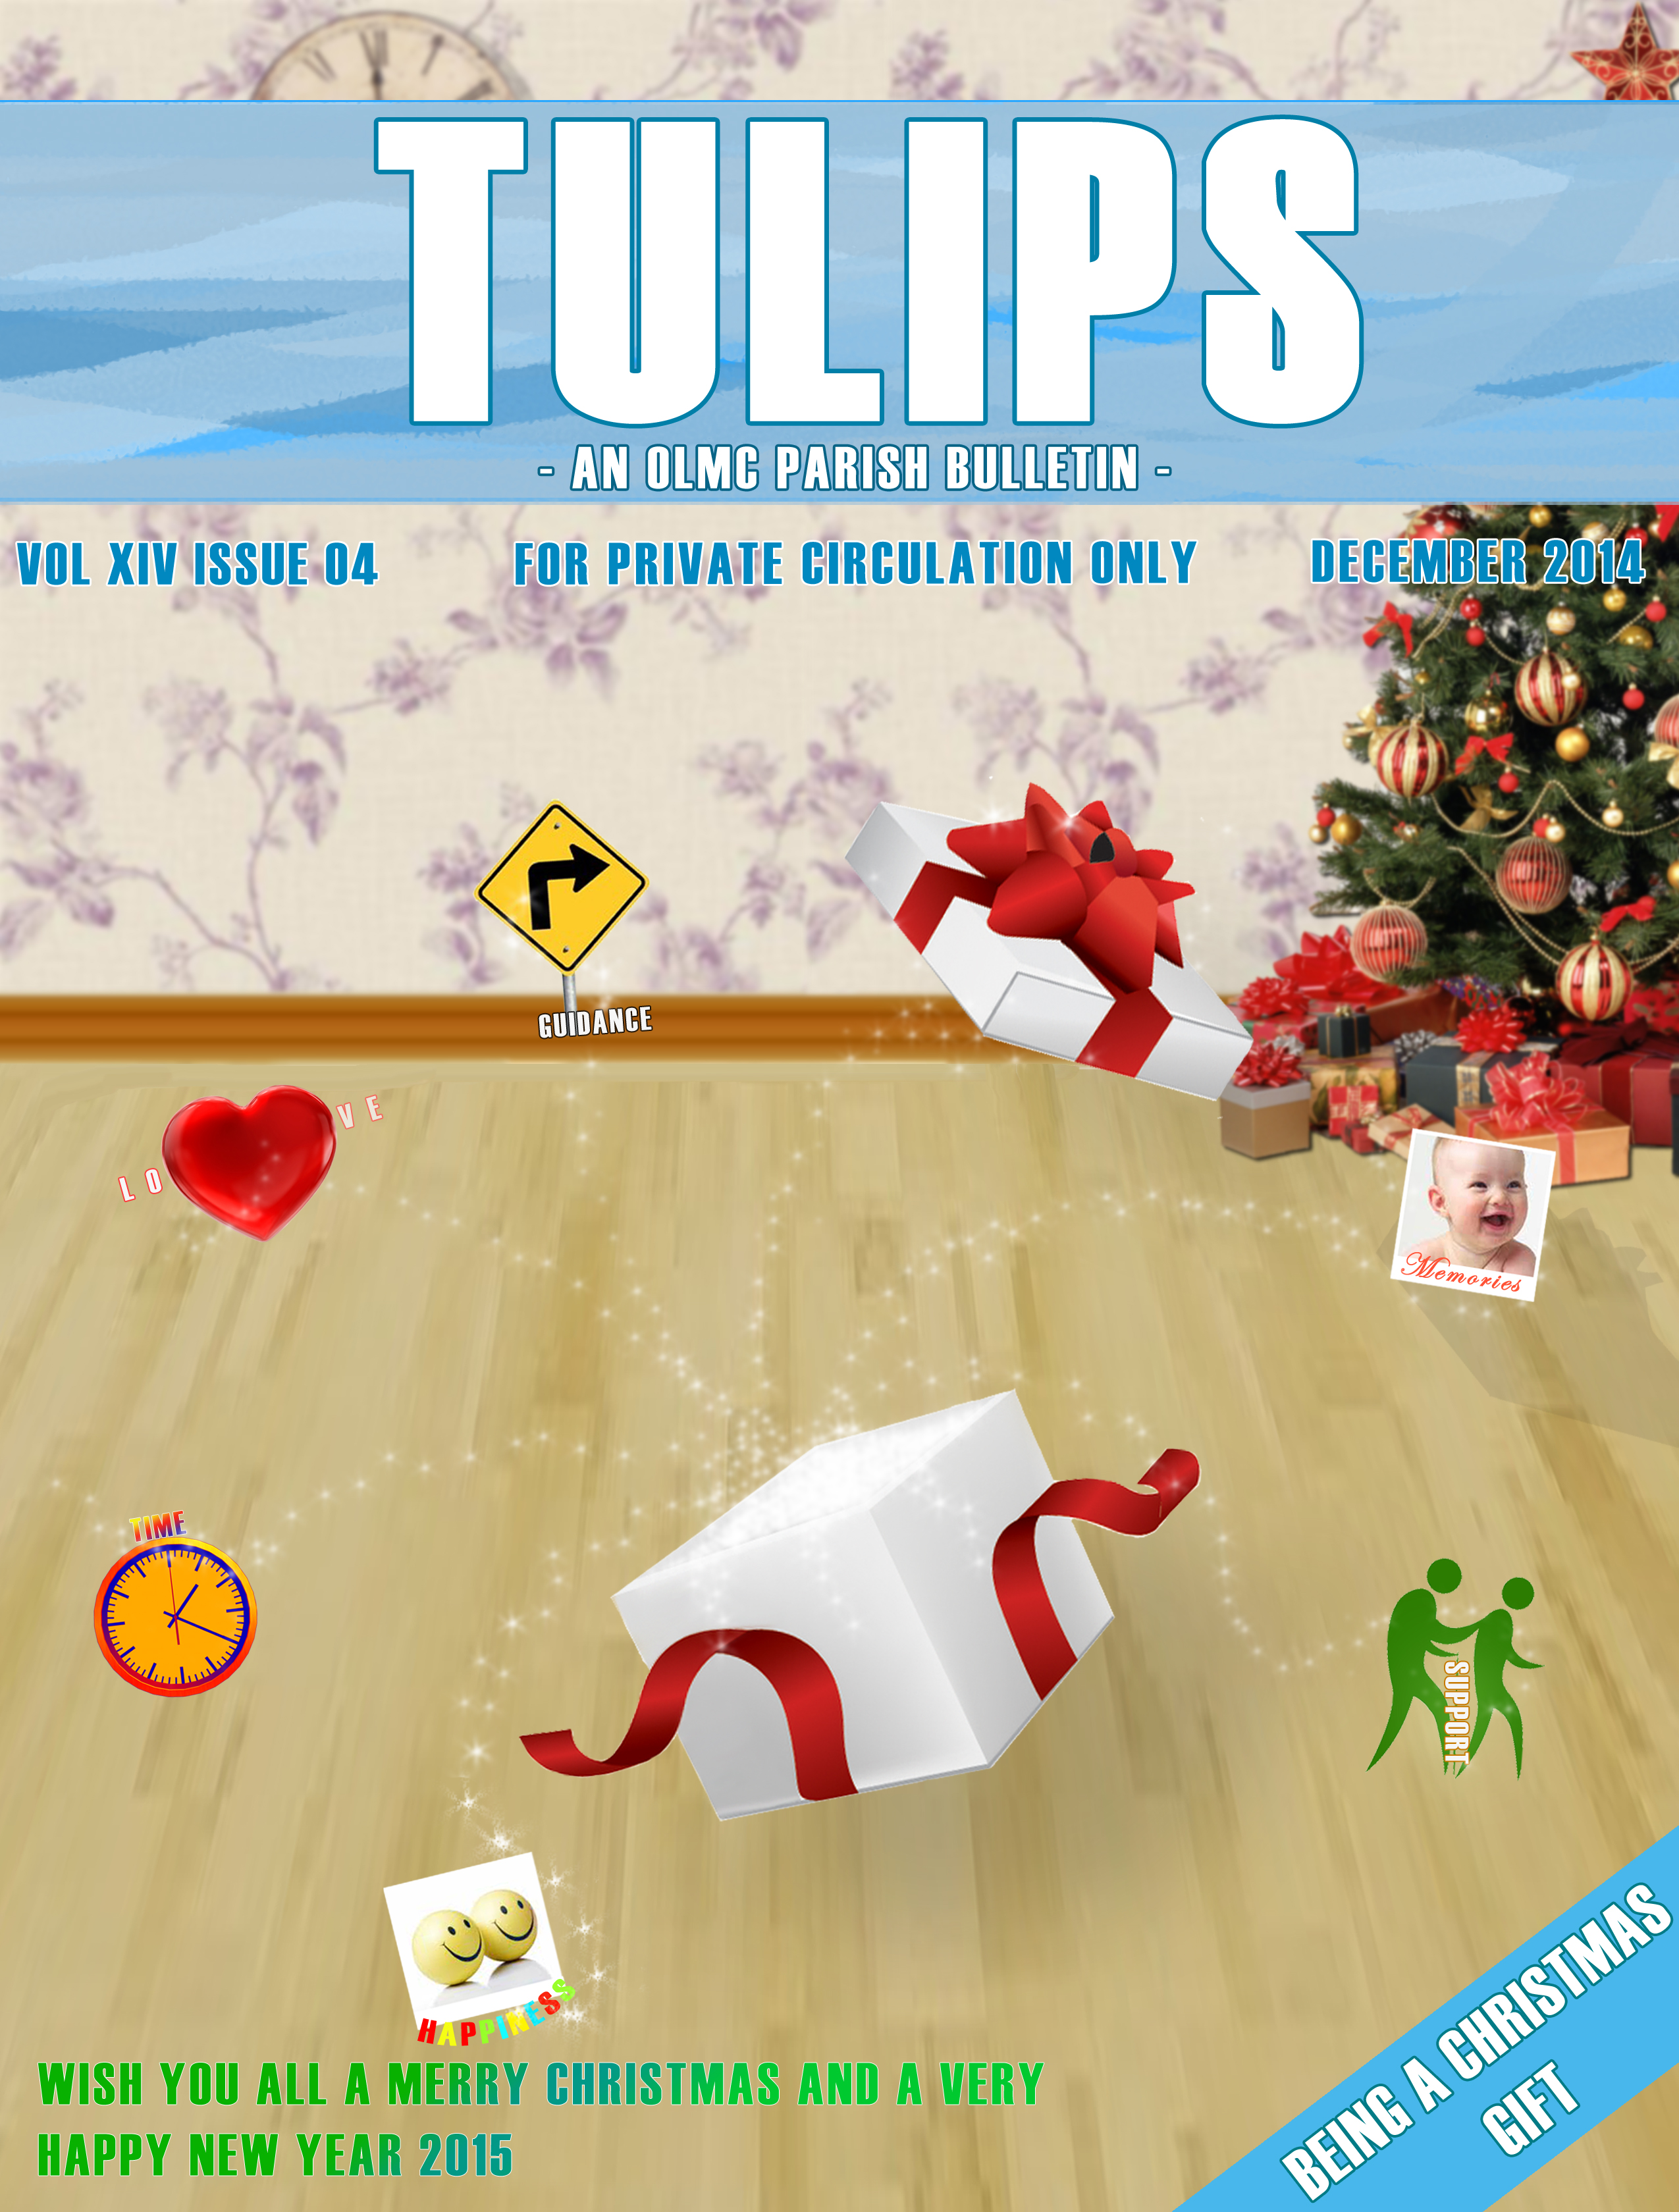 TULIPS
- AN OLMC PARISH BULLETIN -
VOL XIV ISSUE 04
FOR PRIVATE CIRCULATION ONLY
DECEMBER 2014
GUIDANCE
LOVE
Memories
TIME
SUPPORT
HAPPINESS
WISH YOU ALL A MERRY CHRISTMAS AND A VERY
HAPPY NEW YEAR 2015
BEING A CHRISTMAS
GIFT